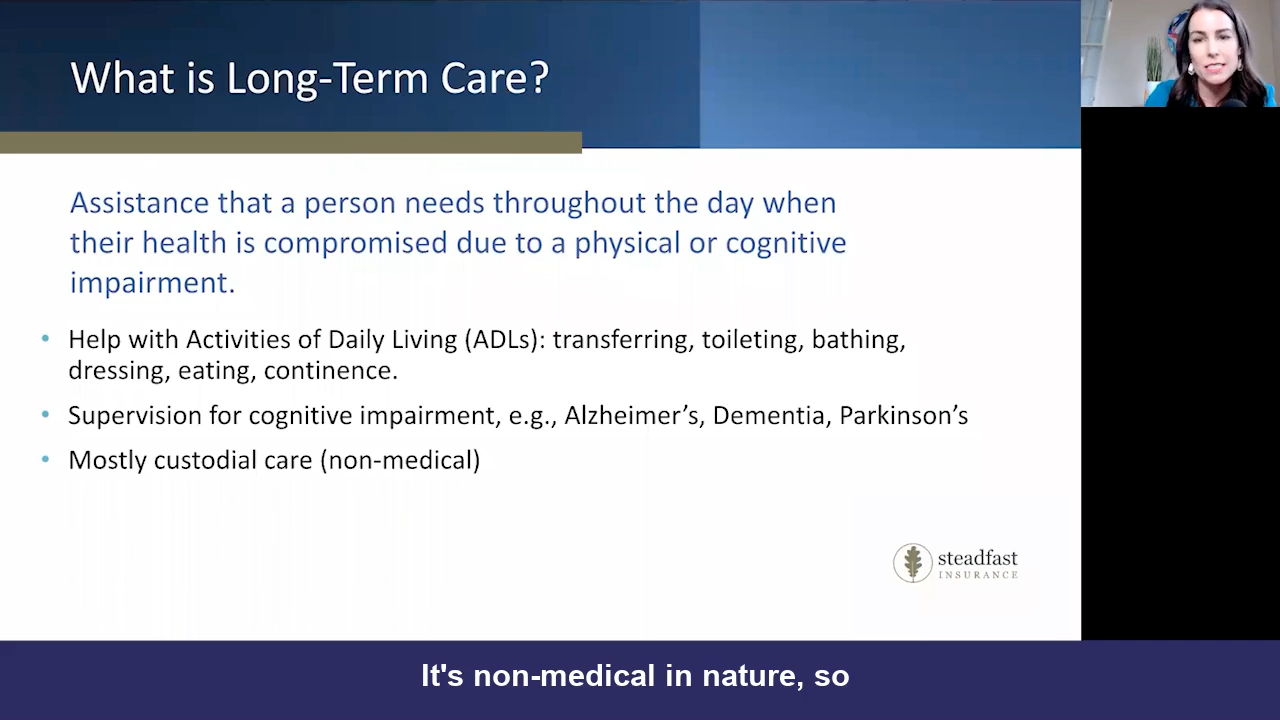 What is Long-Term Care?
Assistance that a person needs throughout the day when
their health is compromised due to a physical or cognitive
impairment.
• Help with Activities of Daily Living (ADLs): transferring, toileting, bathing,
dressing, eating, continence.
• Supervision for cognitive impairment, e.g., Alzheimer’s, Dementia, Parkinson’s
• Mostly custodial care (non-medical)
steadfast
INSURANCE
It's non-medical in nature, so